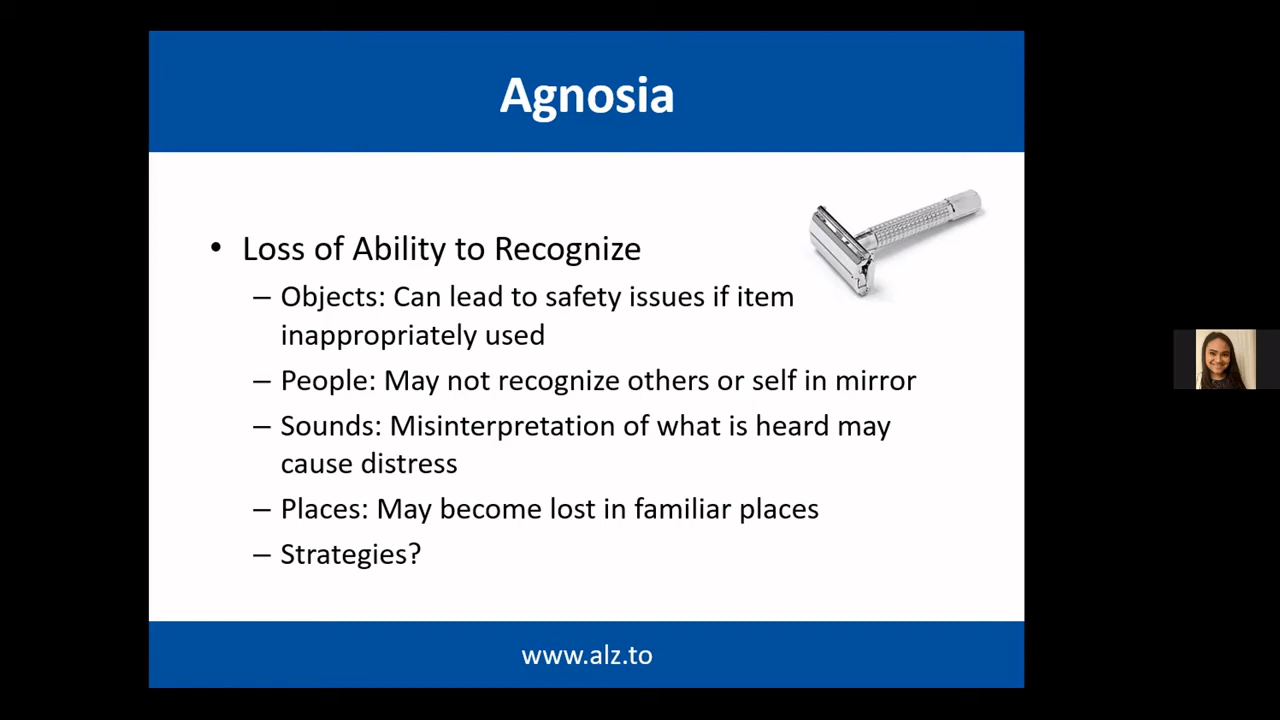 Agnosia
• Loss of Ability to Recognize
– Objects: Can lead to safety issues if item
inappropriately used
– People: May not recognize others or self in mirror
– Sounds: Misinterpretation of what is heard may
cause distress
– Places: May become lost in familiar places
– Strategies?
www.alz.to